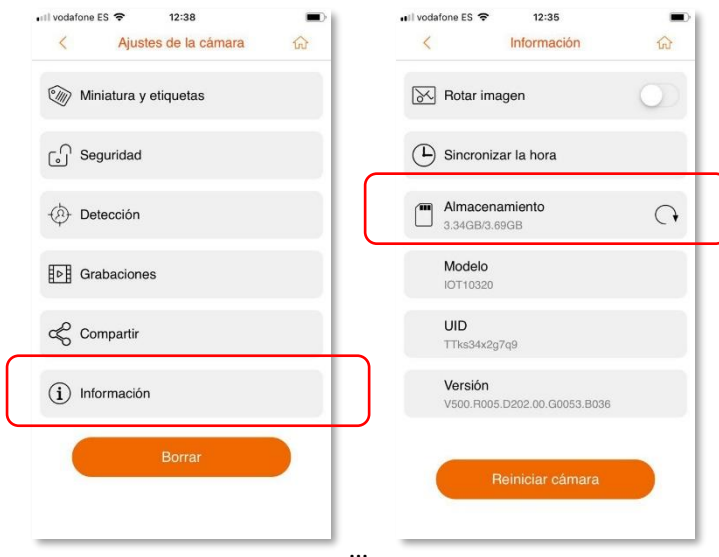 vodafone ES 12:38
Ajustes de la cámara
Miniatura y etiquetas
Seguridad
Detección
Grabaciones
Compartir
Información
Borrar
vodafone ES 12:35
Información
Rotar imagen
Sincronizar la hora
Almacenamiento
3.34GB/3.69GB
Modelo
IOT10320
UID
TTks34x2g7q9
Versión
V500.R005.D202.00.G0053.B036
Reiniciar cámara
...